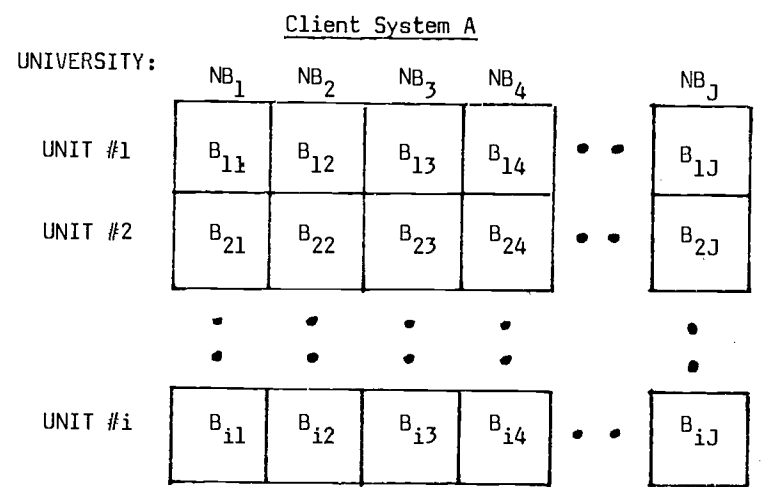 Client System A
UNIVERSITY:
NB1 NB2 NB3 NB4 NBJ
UNIT #1 B11 B12 B13 B14 •• B1J
UNIT #2 B21 B22 B23 B24 •• B2J
UNIT #i Bi1 Bi2 Bi3 Bi4 •• BiJ